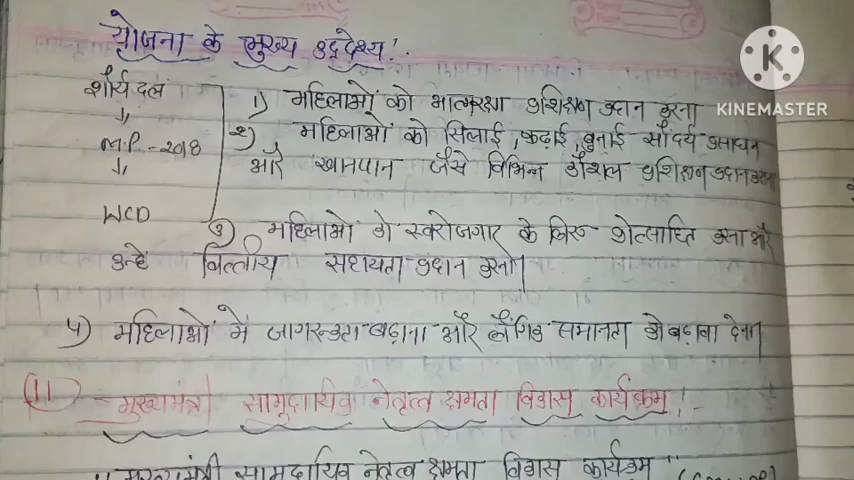 योजना के मुख्य उद्देश्य :
शौर्य दल
↓
M.P. - 2018
↓
WCD
1) महिलाओं को आत्मरक्षा प्रशिक्षण प्रदान करना
2) महिलाओं को सिलाई, कढ़ाई, बुनाई सौंदर्य प्रसाधन
और खानपान जैसे विभिन्न कौशल प्रशिक्षण प्रदान करना
3) महिलाओं को स्वरोजगार के लिए प्रोत्साहित करना और
उन्हें वित्तीय सहायता प्रदान करना।
4) महिलाओं में जागरूकता बढ़ाना और लैंगिक समानता को बढ़ावा देना।
(11) - मुख्यमंत्री सामुदायिक नेतृत्व क्षमता विकास कार्यक्रम !-
"मुख्यमंत्री सामुदायिक नेतृत्व क्षमता विकास कार्यक्रम"
KINEMASTER